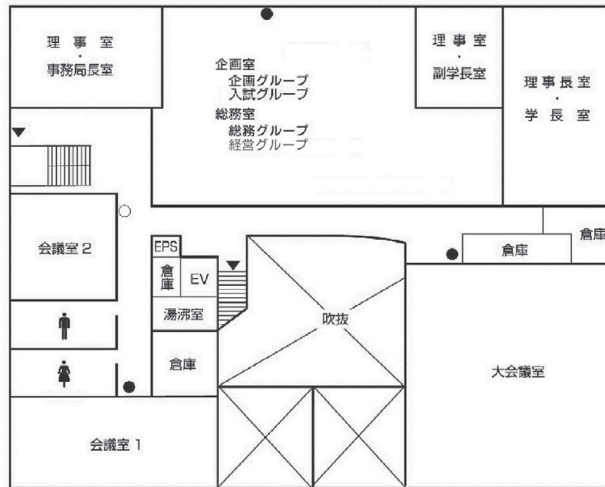 理事室
・
事務局長室
企画室
企画グループ
入試グループ
総務室
総務グループ
経営グループ
理事室
・
副学長室
理事長室
・
学長室
会議室2
EPS
倉庫
EV
湯沸室
倉庫
吹抜
倉庫
倉庫
大会議室
会議室1